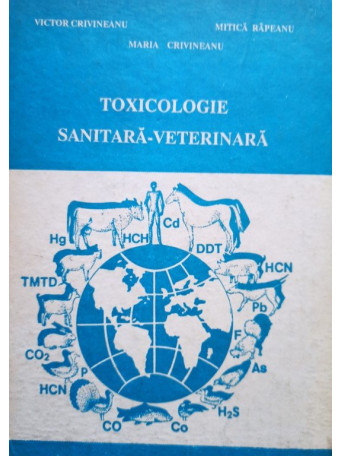 VICTOR CRIVINEANU
MITICĂ RĂPEANU
MARIA CRIVINEANU
TOXICOLOGIE
SANITARĂ-VETERINARĂ
Hg
HCH
Cd
DDT
TMTD
HCN
Pb
CO2
F
P
As
HCN
H2S
CO
Co